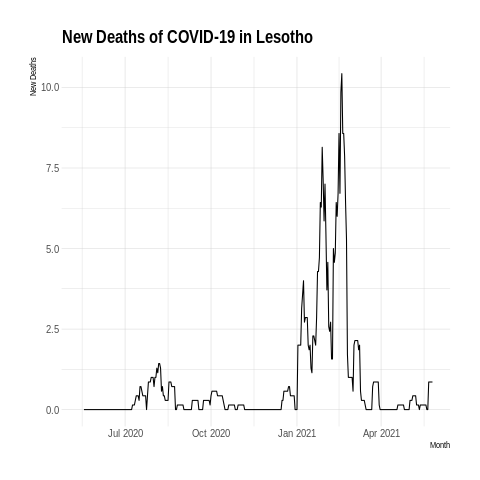 New Deaths of COVID-19 in Lesotho
New Deaths
10.0
7.5
5.0
2.5
0.0
Jul 2020 Oct 2020 Jan 2021 Apr 2021
Month